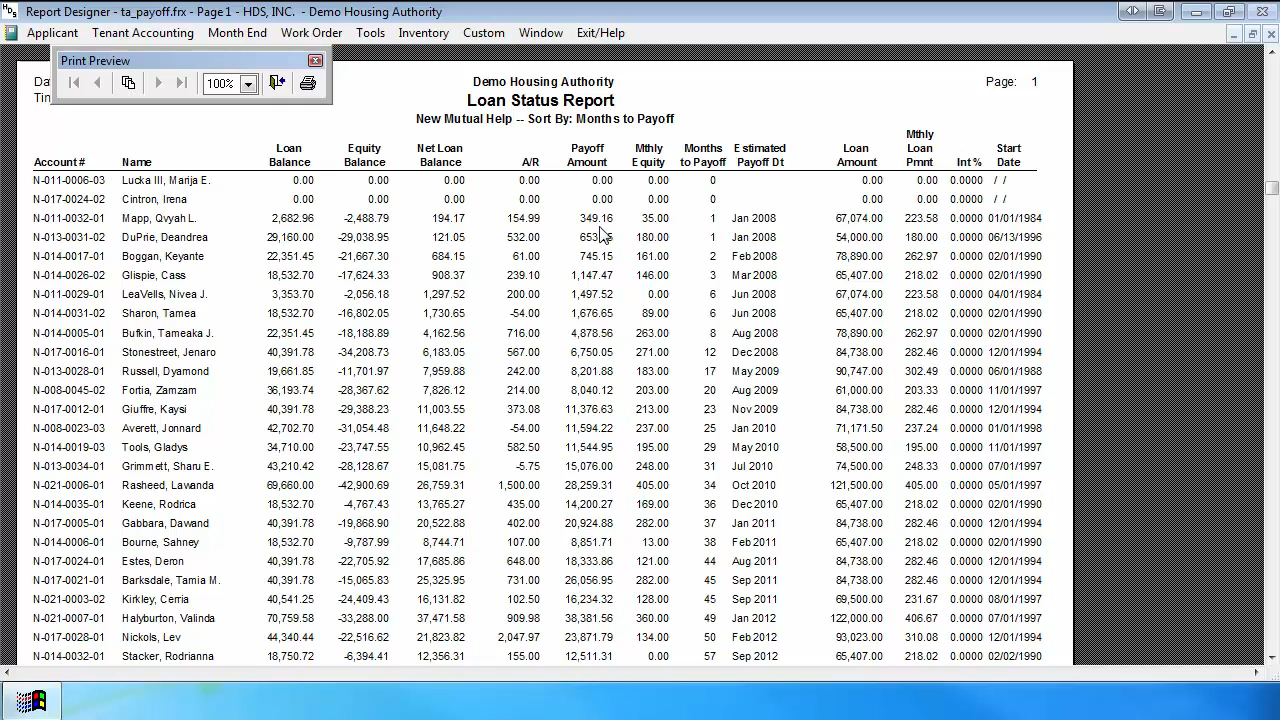 Report Designer - ta_payoff.frx - Page1 - HDS, INC. - Demo Housing Authority
Applicant Tenant Accounting Month End Work Order Tools Inventory Custom Window Exit/Help
Print Preview
100%
Demo Housing Authority
Page: 1
Loan Status Report
New Mutual Help -- Sort By: Months to Payoff
Account # Name Loan Balance Equity Balance Net Loan Balance A/R Payoff Amount Mthly Equity Months to Payoff Estimated Payoff Dt Loan Amount Mthly Loan Pmnt Int % Start Date
N-011-0006-03 Lucka III, Marija E. 0.00 0.00 0.00 0.00 0.00 0.00 0 0.00 0.00 0.0000 / /
N-017-0024-02 Cintron, Irena 0.00 0.00 0.00 0.00 0.00 0.00 0 0.00 0.00 0.0000 / /
N-011-0032-01 Mapp, Qvyah L. 2,682.96 -2,488.79 194.17 154.99 349.16 35.00 1 Jan 2008 67,074.00 223.58 0.0000 01/01/1984
N-013-0031-02 DuPrie, Deandrea 29,160.00 -29,038.95 121.05 532.00 180.00 1 Jan 2008 54,000.00 180.00 0.0000 06/13/1996
N-014-0017-01 Boggan, Keyante 22,351.45 -21,667.30 684.15 61.00 745.15 161.00 2 Feb 2008 78,890.00 262.97 0.0000 02/01/1990
N-014-0026-02 Glispie, Cass 18,532.70 -17,624.33 908.37 239.10 1,147.47 146.00 3 Mar 2008 65,407.00 218.02 0.0000 02/01/1990
N-011-0029-01 LeaVells, Nivea J. 3,353.70 -2,056.18 1,297.52 200.00 1,497.52 0.00 6 Jun 2008 67,074.00 223.58 0.0000 04/01/1984
N-014-0031-02 Sharon, Tamea 18,532.70 -16,802.05 1,730.65 -54.00 1,676.65 89.00 6 Jun 2008 65,407.00 218.02 0.0000 02/01/1990
N-014-0005-01 Bufkin, Tameaka J. 22,351.45 -18,188.89 4,162.56 716.00 4,878.56 263.00 8 Aug 2008 78,890.00 262.97 0.0000 02/01/1990
N-017-0016-01 Stonestreet, Jenaro 40,391.78 -34,208.73 6,183.05 567.00 6,750.05 271.00 12 Dec 2008 84,738.00 282.46 0.0000 12/01/1994
N-013-0028-01 Russell, Dyamond 19,661.85 -11,701.97 7,959.88 242.00 8,201.88 183.00 17 May 2009 90,747.00 302.49 0.0000 06/01/1988
N-008-0045-02 Fortia, Zamzam 36,193.74 -28,367.62 7,826.12 214.00 8,040.12 203.00 20 Aug 2009 61,000.00 203.33 0.0000 11/01/1997
N-017-0012-01 Giuffre, Kaysi 40,391.78 -29,388.23 11,003.55 373.08 11,376.63 213.00 23 Nov 2009 84,738.00 282.46 0.0000 12/01/1994
N-008-0023-03 Averett, Jonnard 42,702.70 -31,054.48 11,648.22 -54.00 11,594.22 237.00 25 Jan 2010 71,171.50 237.24 0.0000 01/01/1998
N-014-0019-03 Tools, Gladys 34,710.00 -23,747.55 10,962.45 582.50 11,544.95 195.00 29 May 2010 58,500.00 195.00 0.0000 11/01/1997
N-013-0034-01 Grimmett, Sharu E. 43,210.42 -28,128.67 15,081.75 -5.75 15,076.00 248.00 31 Jul 2010 74,500.00 248.33 0.0000 07/01/1997
N-021-0006-01 Rasheed, Lawanda 69,660.00 -42,900.69 26,759.31 1,500.00 28,259.31 405.00 34 Oct 2010 121,500.00 405.00 0.0000 05/01/1997
N-014-0035-01 Keene, Rodrica 18,532.70 -4,767.43 13,765.27 435.00 14,200.27 169.00 36 Dec 2010 65,407.00 218.02 0.0000 02/01/1990
N-017-0005-01 Gabbara, Dawand 40,391.78 -19,868.90 20,522.88 402.00 20,924.88 282.00 37 Jan 2011 84,738.00 282.46 0.0000 12/01/1994
N-014-0006-01 Bourne, Sahney 18,532.70 -9,787.99 8,744.71 107.00 8,851.71 13.00 38 Feb 2011 65,407.00 218.02 0.0000 02/01/1990
N-017-0024-01 Estes, Deron 40,391.78 -22,705.92 17,685.86 648.00 18,333.86 121.00 44 Aug 2011 84,738.00 282.46 0.0000 12/01/1994
N-017-0021-01 Barksdale, Tamia M. 40,391.78 -15,065.83 25,325.95 731.00 26,056.95 282.00 45 Sep 2011 84,738.00 282.46 0.0000 12/01/1994
N-021-0003-02 Kirkley, Cerria 40,541.25 -24,409.43 16,131.82 102.50 16,234.32 128.00 45 Sep 2011 69,500.00 231.67 0.0000 08/01/1997
N-021-0007-01 Halyburton, Valinda 70,759.58 -33,288.00 37,471.58 909.98 38,381.56 360.00 49 Jan 2012 122,000.00 406.67 0.0000 07/01/1997
N-017-0028-01 Nickols, Lev 44,340.44 -22,516.62 21,823.82 2,047.97 23,871.79 134.00 50 Feb 2012 93,023.00 310.08 0.0000 12/01/1994
N-014-0032-01 Stacker, Rodrianna 18,750.72 -6,394.41 12,356.31 155.00 12,511.31 0.00 57 Sep 2012 65,407.00 218.02 0.0000 02/02/1990